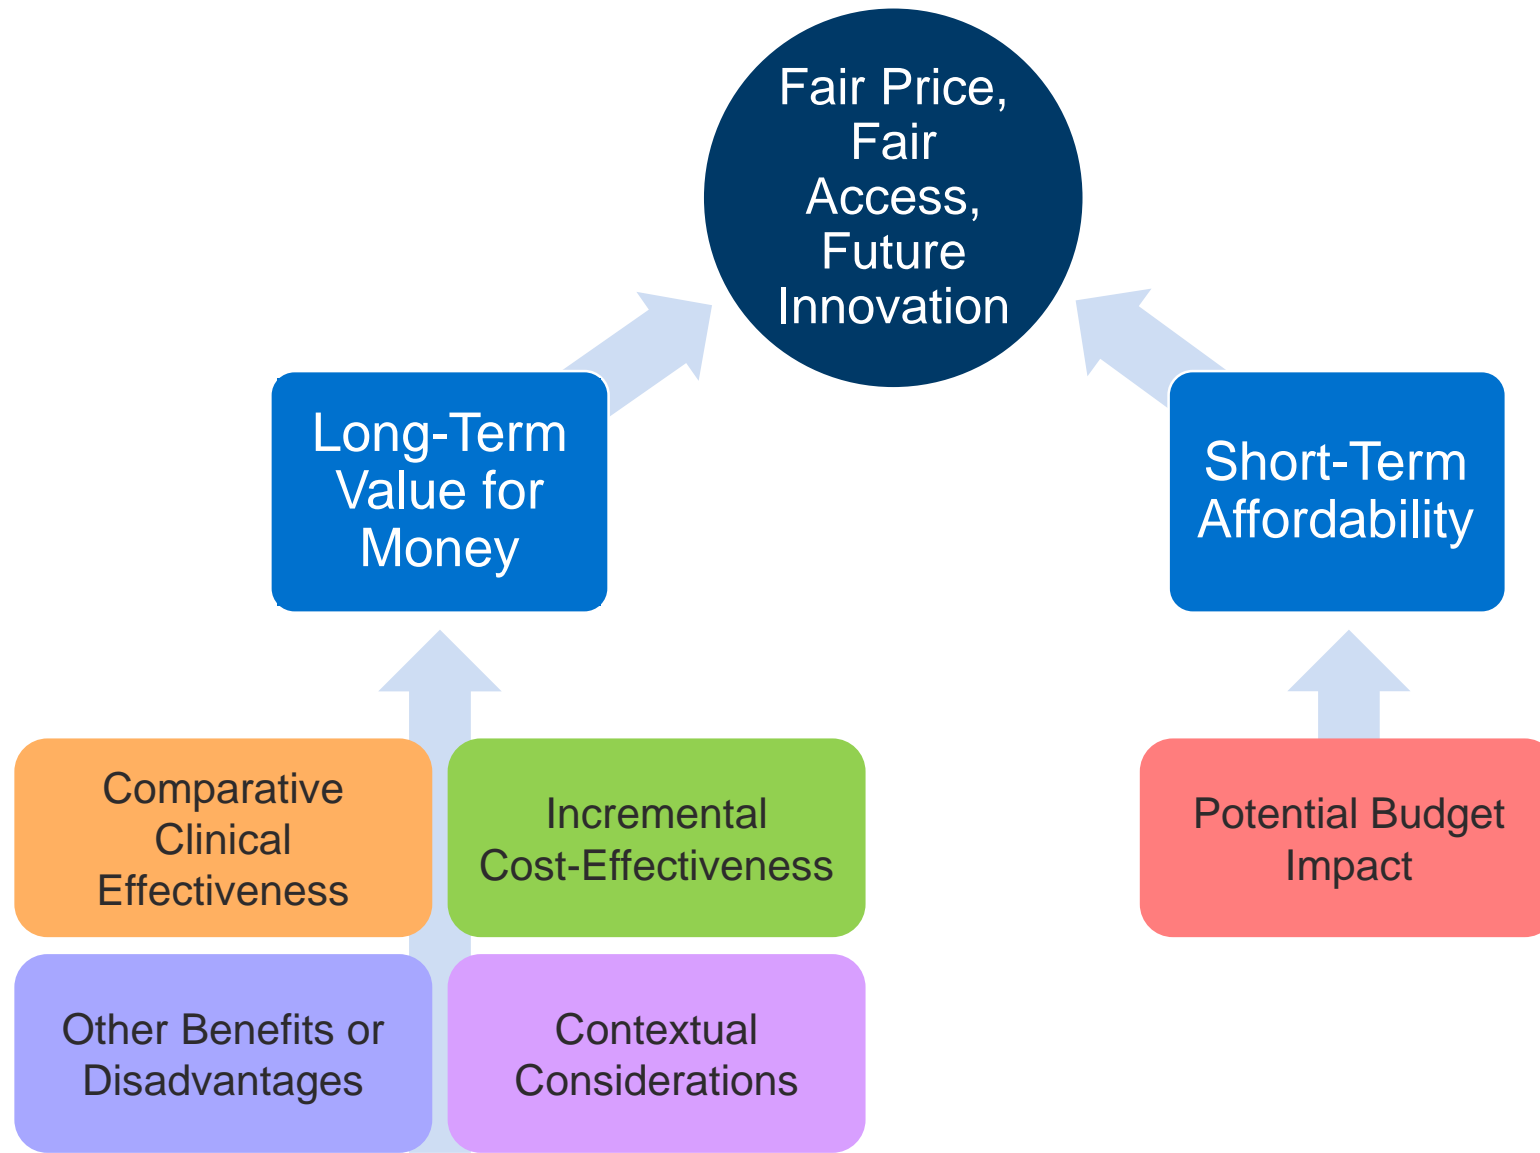 Fair Price,
Fair
Access,
Future
Innovation
Long-Term
Value for
Money
Short-Term
Affordability
Comparative
Clinical
Effectiveness
Incremental
Cost-Effectiveness
Potential Budget
Impact
Other Benefits or
Disadvantages
Contextual
Considerations